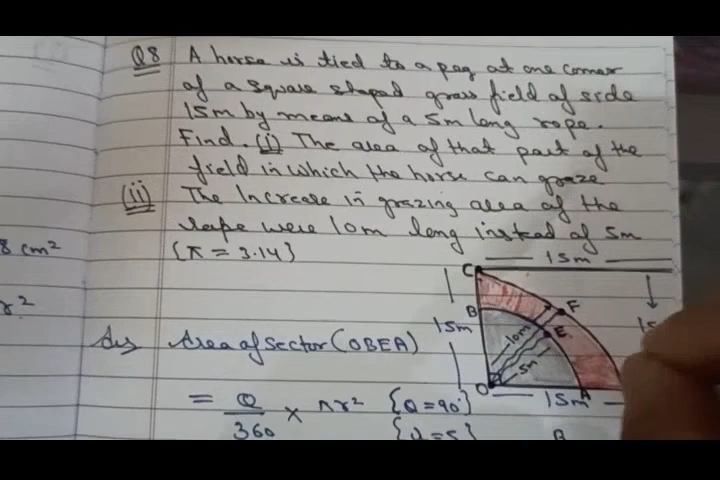 Q8 A horse is tied to a peg at one corner
of a square shaped grass field of side
15m by means of a 5m long rope.
Find. (i) The area of that part of the
field in which the horse can graze
(ii) The Increase in grazing area of the
rope were 10m long instead of 5m
{π = 3.14}
8 cm²
r²
15m
C
B
F
E
15m
10m
5m
O
15m
A
Ans Area of Sector (OBEA)
= θ/360 × πr² {θ=90°}